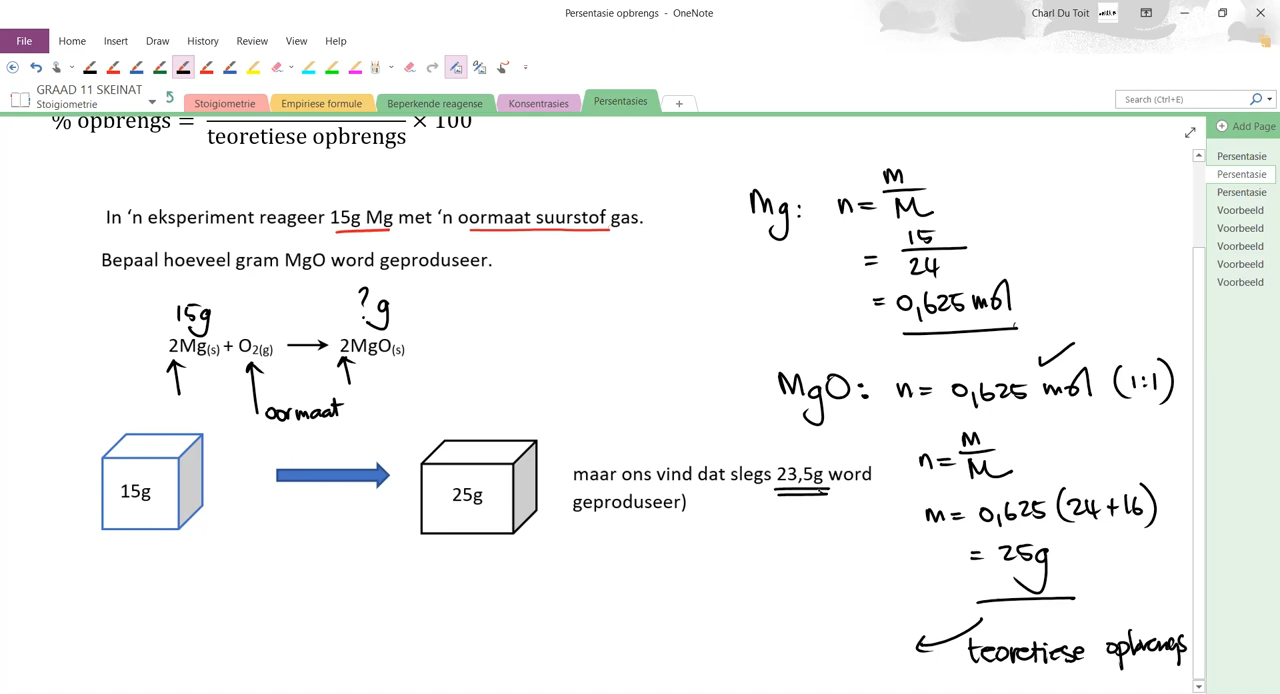 Persentasie opbrengs - OneNote
Charl Du Toit
File Home Insert Draw History Review View Help
GRAAD 11 SKEINAT
Stoigiometrie
Stoigiometrie Empiriese formule Beperkende reagense Konsentrasies Persentasies +
Search (Ctrl+E)
Add Page
Persentasie
Persentasie
Persentasie
Voorbeeld
Voorbeeld
Voorbeeld
Voorbeeld
Voorbeeld
% opbrengs = × 100
teoretiese opbrengs
In ‘n eksperiment reageer 15g Mg met ‘n oormaat suurstof gas.
Bepaal hoeveel gram MgO word geproduseer.
15g ?g
2Mg(s) + O2(g) → 2MgO(s)
oormaat
15g
25g
maar ons vind dat slegs 23,5g word
geproduseer)
Mg: n = m/M
= 15/24
= 0,625 mol
MgO: n = 0,625 mol (1:1)
n = m/M
m = 0,625 (24+16)
= 25g
teoretiese opbrengs